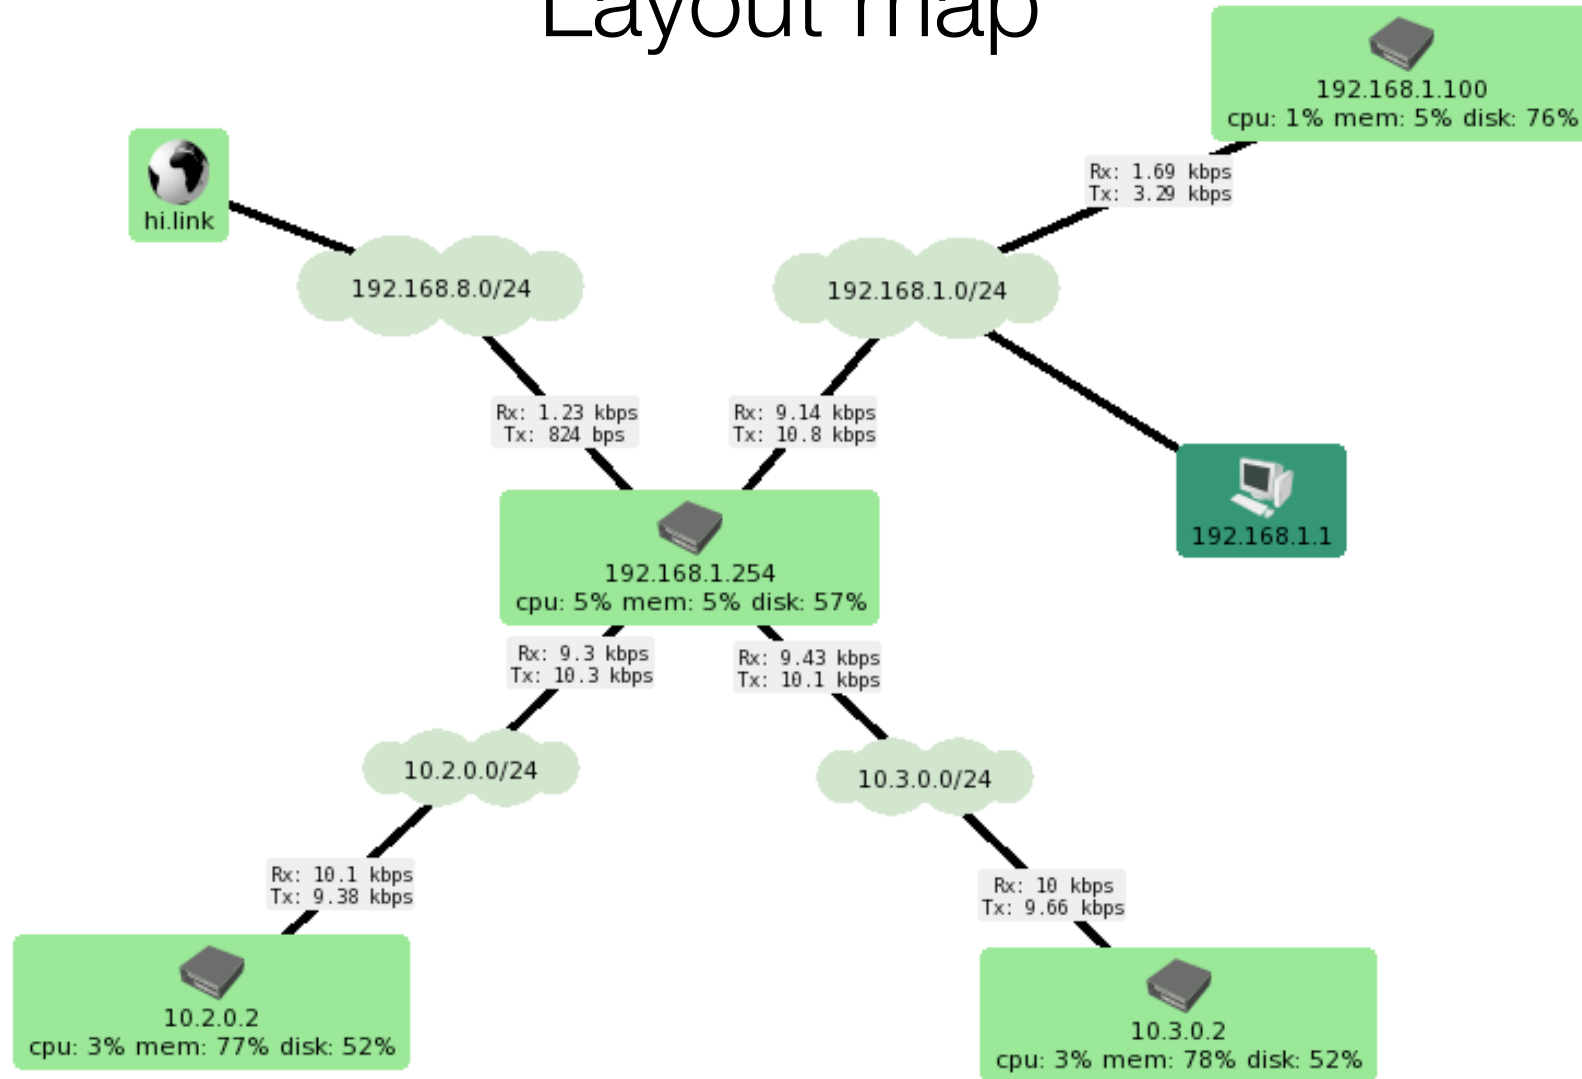 Layout map
192.168.1.100
cpu: 1% mem: 5% disk: 76%
hi.link
Rx: 1.69 kbps
Tx: 3.29 kbps
192.168.8.0/24
192.168.1.0/24
Rx: 1.23 kbps
Tx: 824 bps
Rx: 9.14 kbps
Tx: 10.8 kbps
192.168.1.1
192.168.1.254
cpu: 5% mem: 5% disk: 57%
Rx: 9.3 kbps
Tx: 10.3 kbps
Rx: 9.43 kbps
Tx: 10.1 kbps
10.2.0.0/24
10.3.0.0/24
Rx: 10.1 kbps
Tx: 9.38 kbps
Rx: 10 kbps
Tx: 9.66 kbps
10.2.0.2
cpu: 3% mem: 77% disk: 52%
10.3.0.2
cpu: 3% mem: 78% disk: 52%